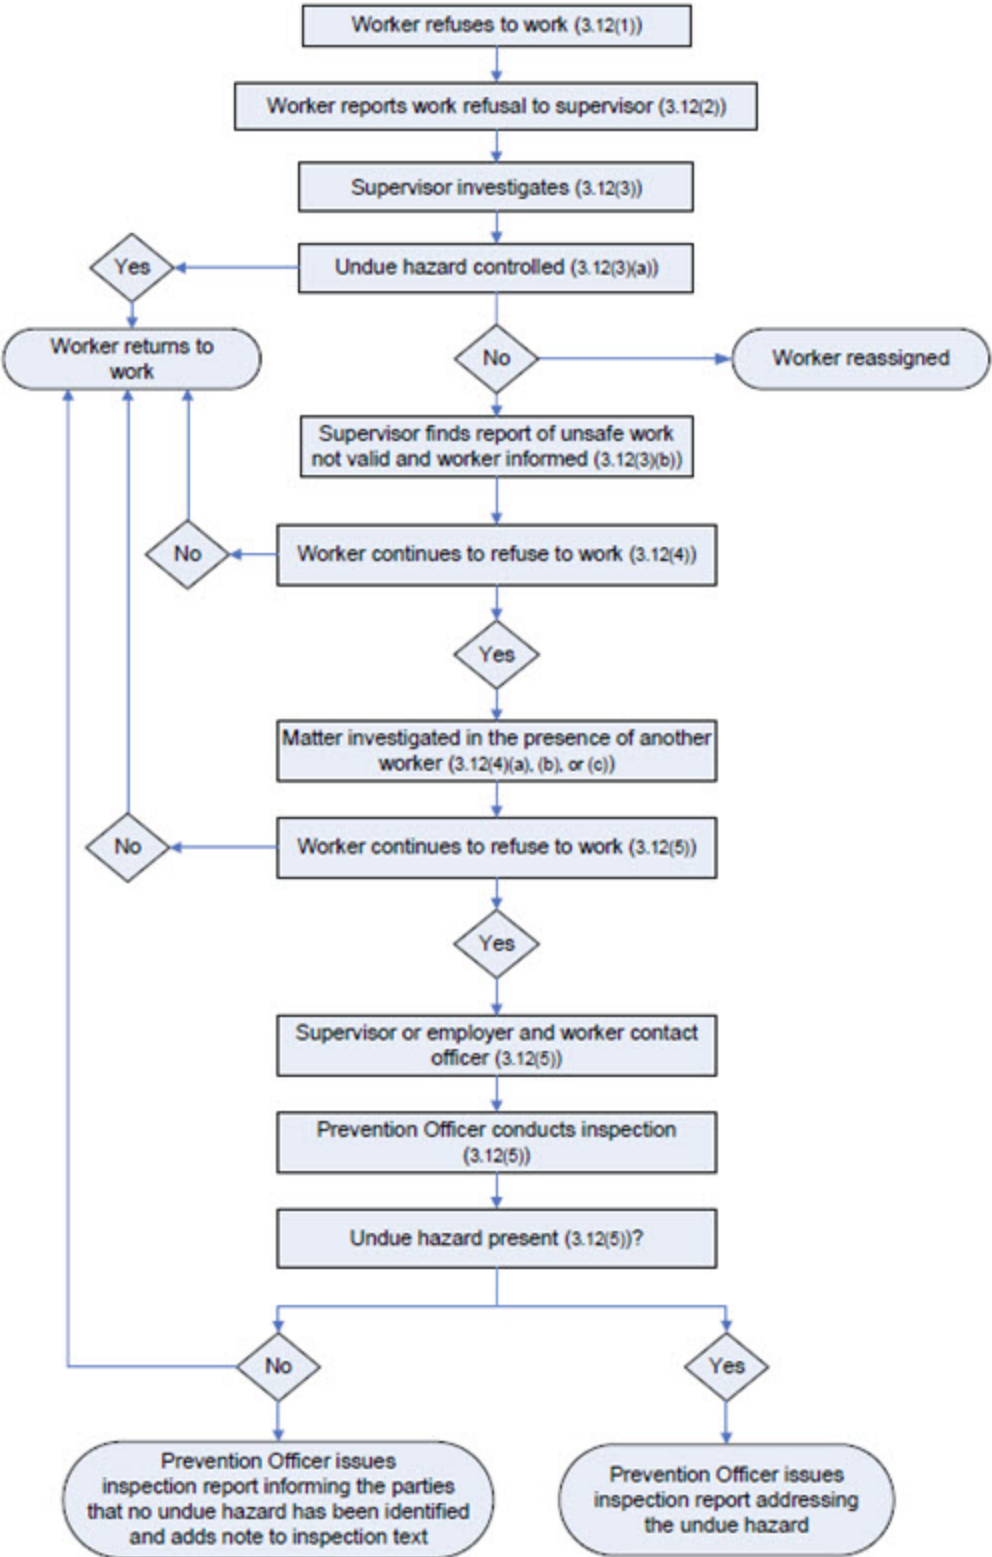 Worker refuses to work (3.12(1))
Worker reports work refusal to supervisor (3.12(2))
Supervisor investigates (3.12(3))
Yes
Undue hazard controlled (3.12(3)(a))
Worker returns to
work
No
Worker reassigned
Supervisor finds report of unsafe work
not valid and worker informed (3.12(3)(b))
No
Worker continues to refuse to work (3.12(4))
Yes
Matter investigated in the presence of another
worker (3.12(4)(a), (b), or (c))
No
Worker continues to refuse to work (3.12(5))
Yes
Supervisor or employer and worker contact
officer (3.12(5))
Prevention Officer conducts inspection
(3.12(5))
Undue hazard present (3.12(5))?
No
Yes
Prevention Officer issues
inspection report informing the parties
that no undue hazard has been identified
and adds note to inspection text
Prevention Officer issues
inspection report addressing
the undue hazard